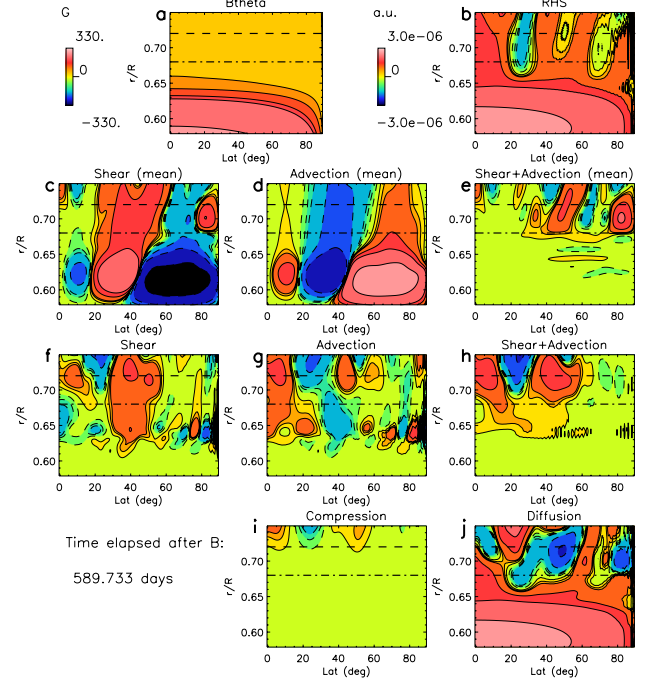 G
330.
0
-330.
a
Btheta
r/R
0.70
0.65
0.60
0 20 40 60 80
Lat (deg)
a.u.
3.0e-06
0
-3.0e-06
b
RHS
r/R
0.70
0.65
0.60
0 20 40 60 80
Lat (deg)
c
Shear (mean)
r/R
0.70
0.65
0.60
0 20 40 60 80
Lat (deg)
d
Advection (mean)
r/R
0.70
0.65
0.60
0 20 40 60 80
Lat (deg)
e
Shear+Advection (mean)
r/R
0.70
0.65
0.60
0 20 40 60 80
Lat (deg)
f
Shear
r/R
0.70
0.65
0.60
0 20 40 60 80
Lat (deg)
g
Advection
r/R
0.70
0.65
0.60
0 20 40 60 80
Lat (deg)
h
Shear+Advection
r/R
0.70
0.65
0.60
0 20 40 60 80
Lat (deg)
Time elapsed after B:
589.733 days
i
Compression
r/R
0.70
0.65
0.60
0 20 40 60 80
Lat (deg)
j
Diffusion
r/R
0.70
0.65
0.60
0 20 40 60 80
Lat (deg)